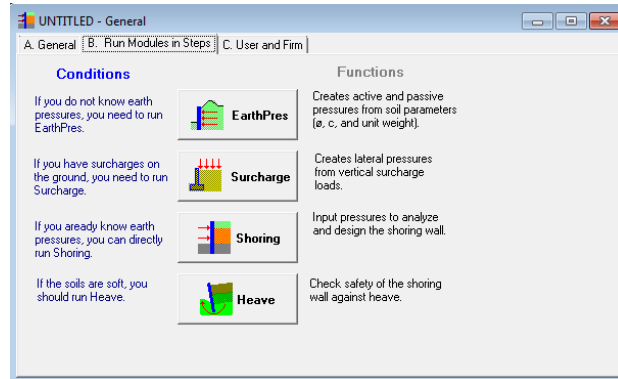 UNTITLED - General
A. General
B. Run Modules in Steps
C. User and Firm
Conditions
Functions
If you do not know earth
pressures, you need to run
EarthPres.
EarthPres
Creates active and passive
pressures from soil parameters
(ø, c, and unit weight).
If you have surcharges on
the ground, you need to run
Surcharge.
Surcharge
Creates lateral pressures
from vertical surcharge
loads.
If you aready know earth
pressures, you can directly
run Shoring.
Shoring
Input pressures to analyze
and design the shoring wall.
If the soils are soft, you
should run Heave.
Heave
Check safety of the shoring
wall against heave.